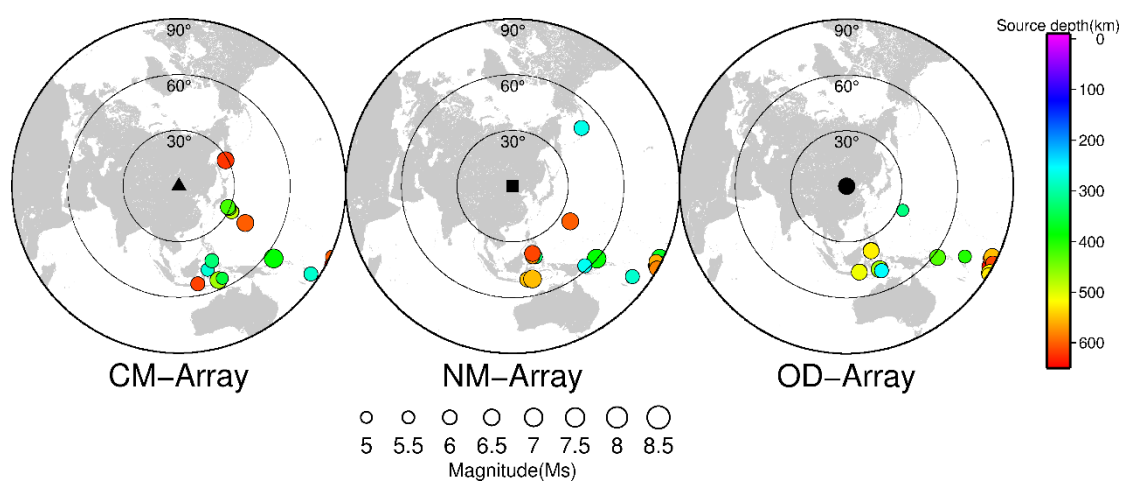 Source depth(km)
90° 90° 90°
60° 60° 60°
30° 30° 30°
0
100
200
300
400
500
600
CM-Array NM-Array OD-Array
5 5.5 6 6.5 7 7.5 8 8.5
Magnitude(Ms)